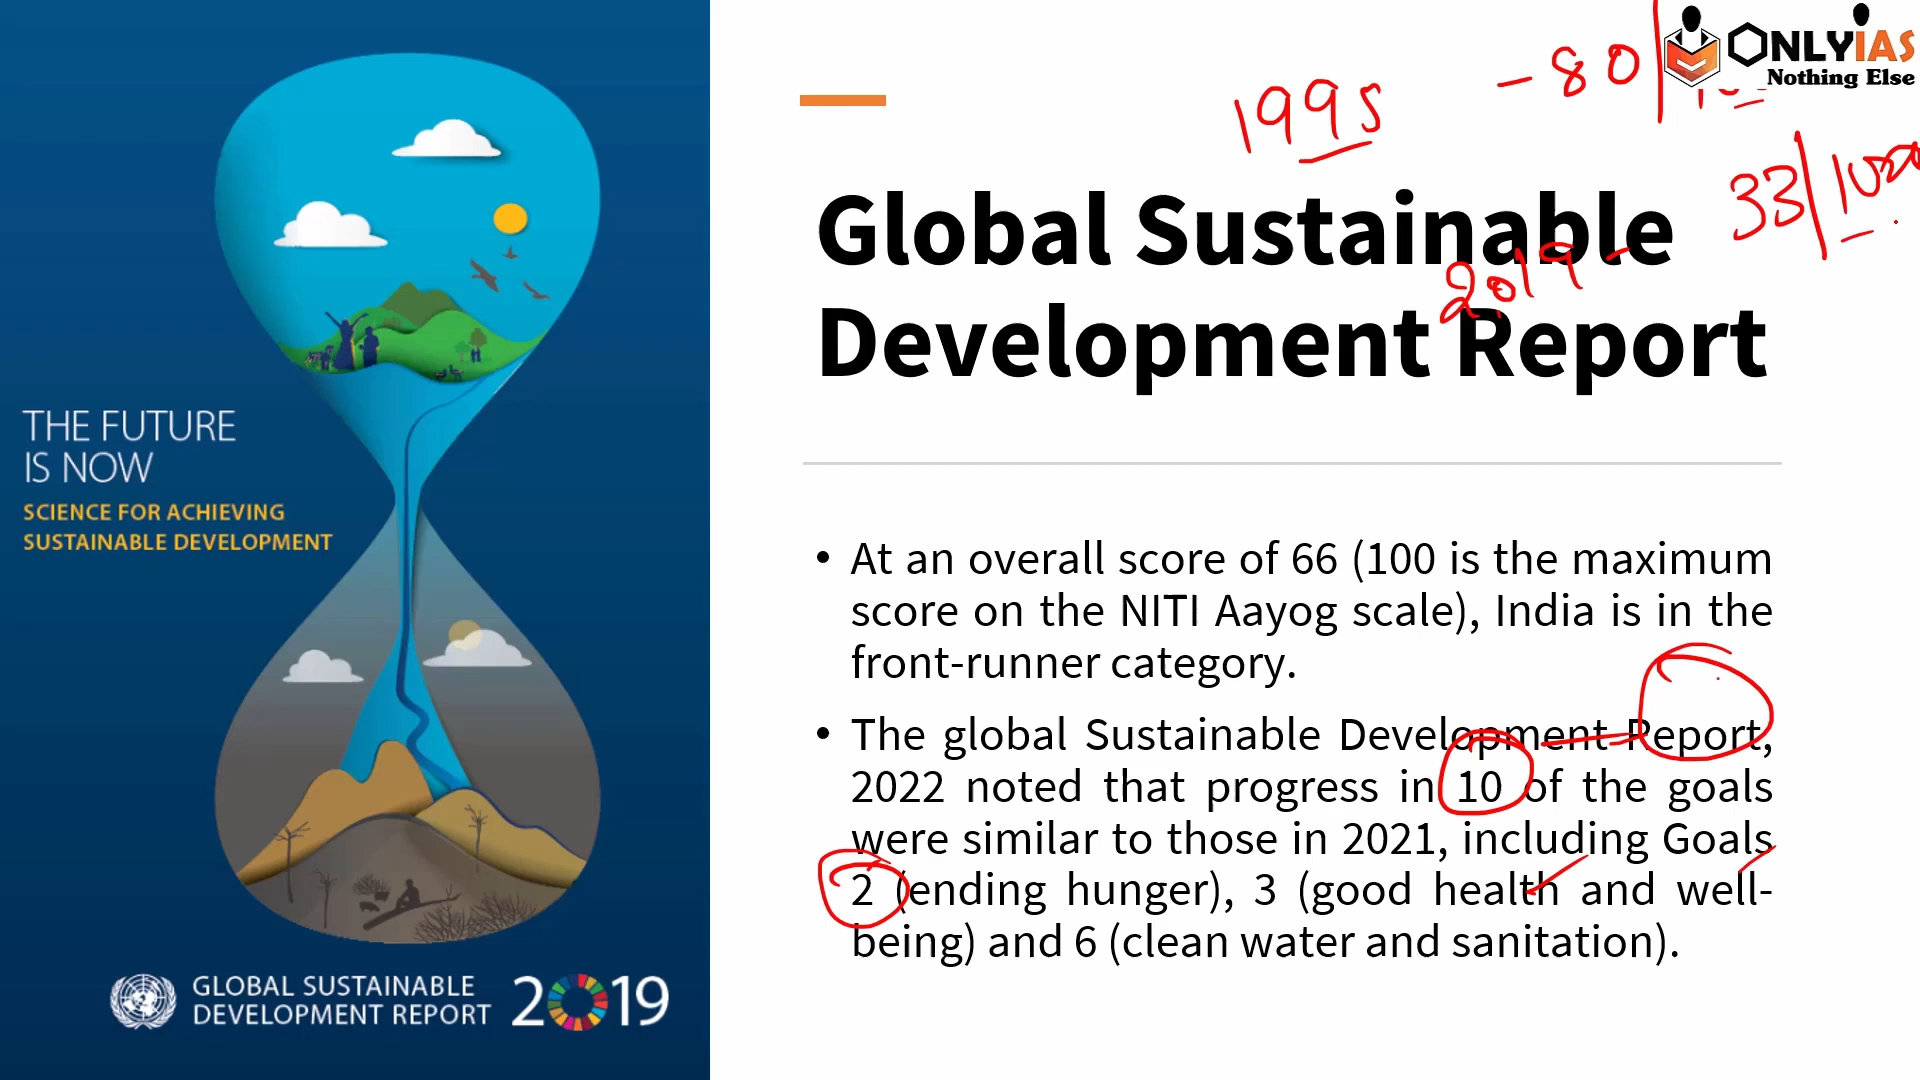 THE FUTURE
IS NOW
SCIENCE FOR ACHIEVING
SUSTAINABLE DEVELOPMENT
GLOBAL SUSTAINABLE
DEVELOPMENT REPORT 2019
ONLYIAS
Nothing Else
1995 - 80/
33/1000
Global Sustainable
2019 -
Development Report
• At an overall score of 66 (100 is the maximum
score on the NITI Aayog scale), India is in the
front-runner category.
• The global Sustainable Development Report,
2022 noted that progress in 10 of the goals
were similar to those in 2021, including Goals
2 (ending hunger), 3 (good health and well-
being) and 6 (clean water and sanitation).